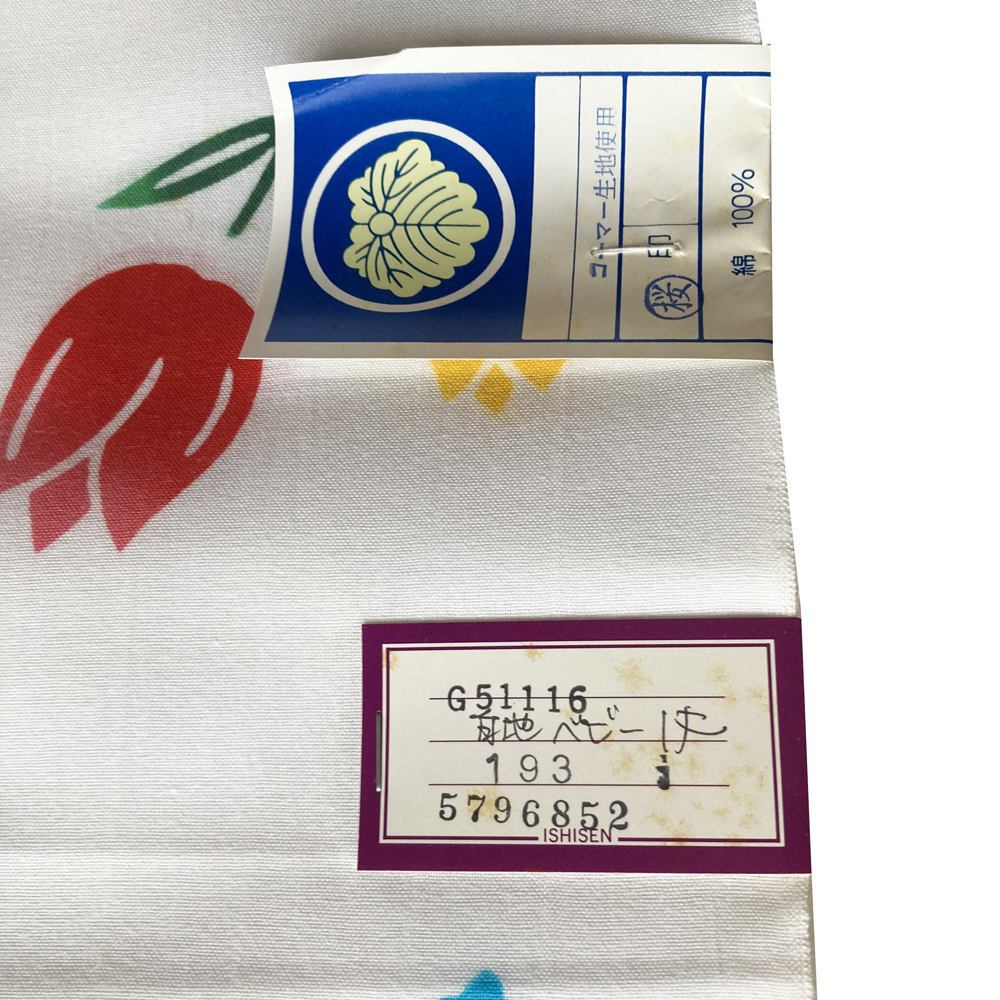 コーマー生地使用
桜 印
綿 100%
G51116
白地ベビー
193
5796852
ISHISEN